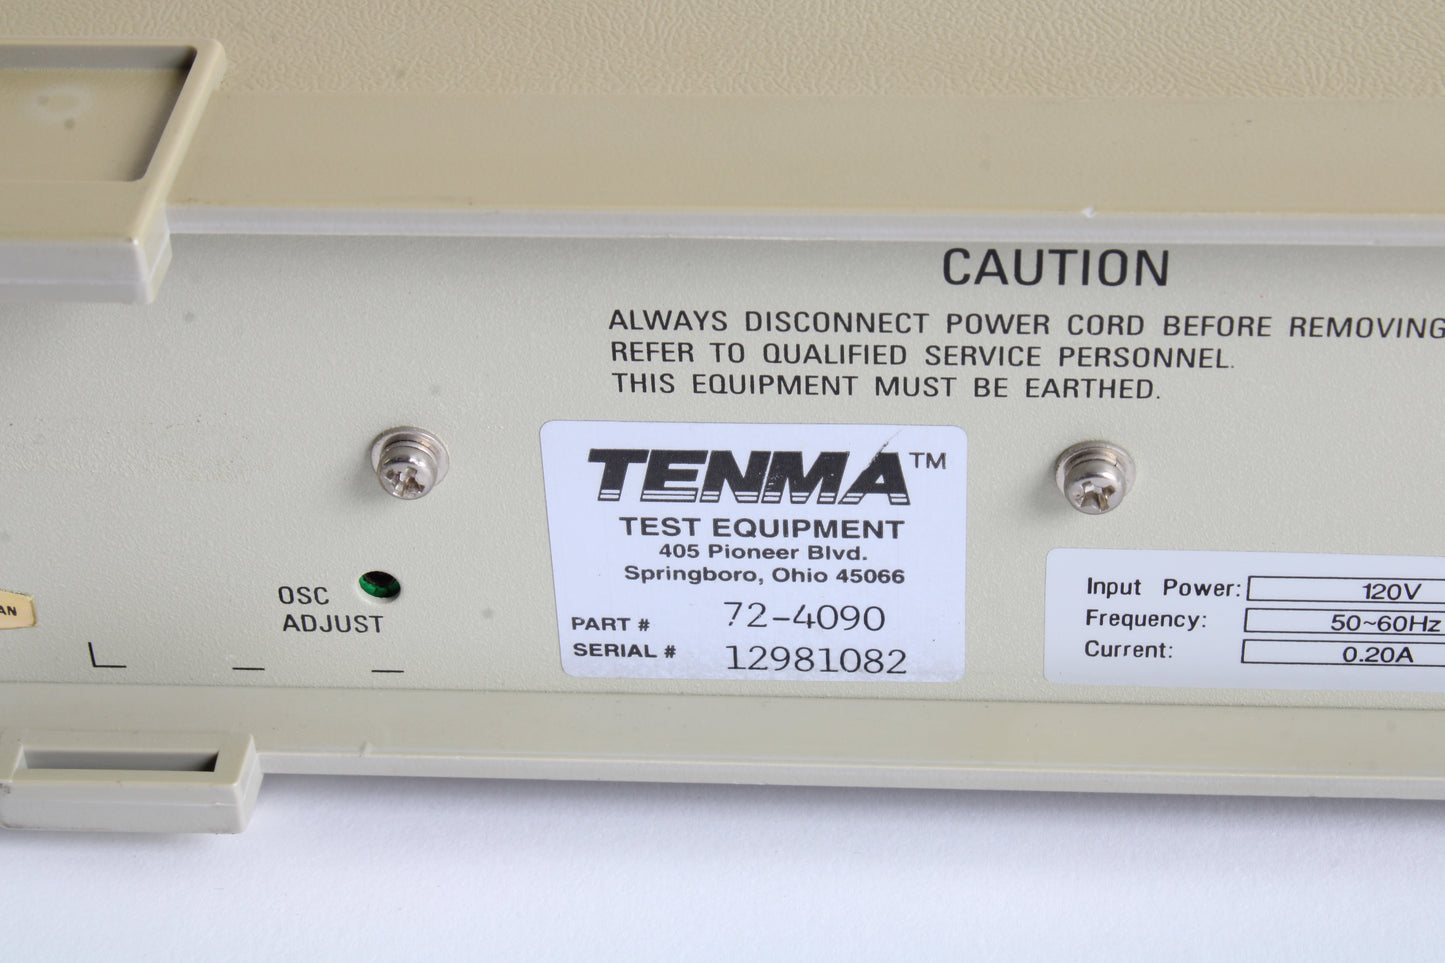 CAUTION
ALWAYS DISCONNECT POWER CORD BEFORE REMOVING
REFER TO QUALIFIED SERVICE PERSONNEL.
THIS EQUIPMENT MUST BE EARTHED.
TENMA™
TEST EQUIPMENT
405 Pioneer Blvd.
Springboro, Ohio 45066
PART # 72-4090
SERIAL # 12981082
OSC
ADJUST
AN
Input Power: 120V
Frequency: 50~60Hz
Current: 0.20A